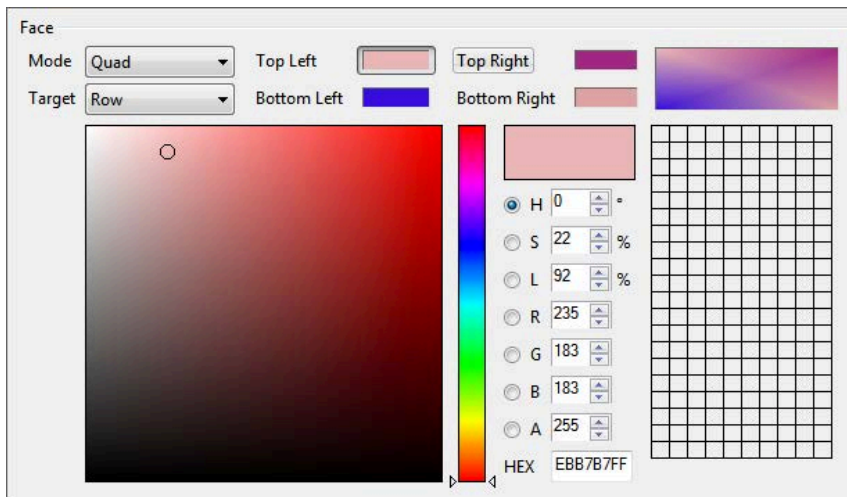 Face
Mode Quad Top Left Top Right
Target Row Bottom Left Bottom Right
H 0 °
S 22 %
L 92 %
R 235
G 183
B 183
A 255
HEX EBB7B7FF